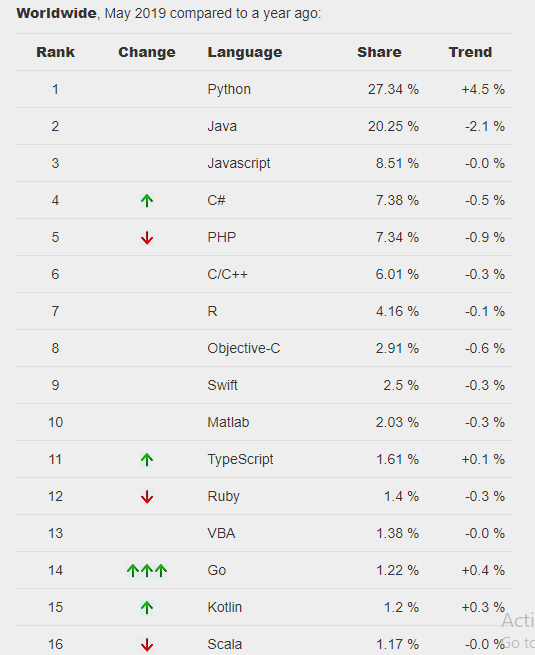 Worldwide, May 2019 compared to a year ago:
Rank Change Language Share Trend
1 Python 27.34 % +4.5 %
2 Java 20.25 % -2.1 %
3 Javascript 8.51 % -0.0 %
4 ↑ C# 7.38 % -0.5 %
5 ↓ PHP 7.34 % -0.9 %
6 C/C++ 6.01 % -0.3 %
7 R 4.16 % -0.1 %
8 Objective-C 2.91 % -0.6 %
9 Swift 2.5 % -0.3 %
10 Matlab 2.03 % -0.3 %
11 ↑ TypeScript 1.61 % +0.1 %
12 ↓ Ruby 1.4 % -0.3 %
13 VBA 1.38 % -0.0 %
14 ↑↑↑ Go 1.22 % +0.4 %
15 ↑ Kotlin 1.2 % +0.3 %
Acti
16 ↓ Scala 1.17 % -0.0 %
Go to